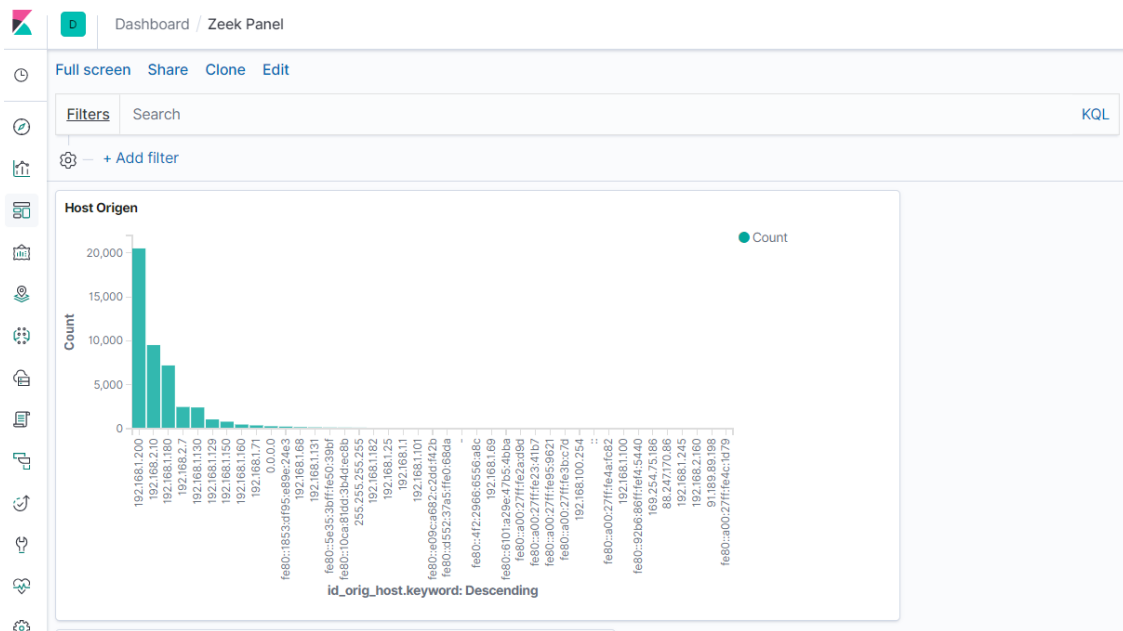 D Dashboard / Zeek Panel
Full screen Share Clone Edit
Filters Search KQL
+ Add filter
Host Origen
Count
20,000
15,000
10,000
5,000
0
Count
192.168.1.200
192.168.2.10
192.168.1.180
192.168.2.7
192.168.1.130
192.168.1.129
192.168.1.150
192.168.1.160
192.168.1.71
0.0.0.0
fe80::1853:df95:e89e:24e3
192.168.1.68
192.168.1.131
fe80::5e35:3bff:fe50:39bf
fe80::10ca:81dd:3b4d:ec8b
255.255.255.255
192.168.1.182
192.168.1.25
192.168.1.1
192.168.1.101
fe80::e09c:a682:c2dd:f42b
fe80::d552:37a5:1fe0:68da
-
fe80::4f2:2966:6556:a8c
192.168.1.69
fe80::6101:a29e:47b5:4bba
fe80::a00:27ff:fe2a:d9d
fe80::a00:27ff:fe23:41b7
fe80::a00:27ff:fe95:9621
fe80::a00:27ff:fe3b:c7d
192.168.100.254
::
fe80::a00:27ff:fe4a:fc82
192.168.1.100
fe80::92b6:86ff:fef4:5440
169.254.75.186
88.247.170.86
192.168.1.245
192.168.2.160
91.189.89.198
fe80::a00:27ff:fe4c:1d79
id_orig_host.keyword: Descending